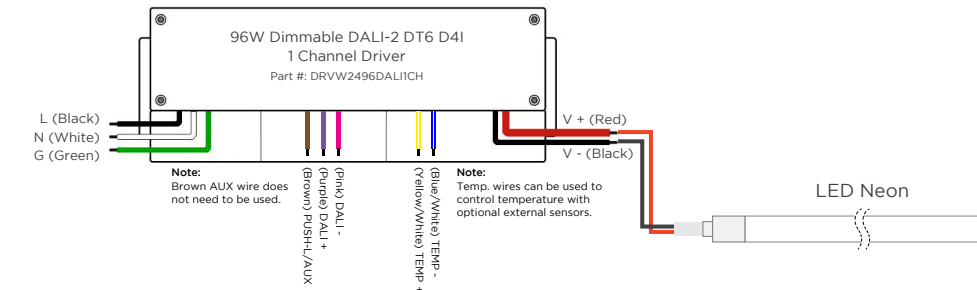 96W Dimmable DALI-2 DT6 D4I
1 Channel Driver
Part #: DRVW2496DALI1CH
L (Black)
N (White)
G (Green)
V + (Red)
V - (Black)
Note:
Brown AUX wire does
not need to be used.
(Brown) PUSH-L/AUX
(Purple) DALI +
(Pink) DALI -
(Yellow/White) TEMP +
(Blue/White) TEMP -
Note:
Temp. wires can be used to
control temperature with
optional external sensors.
LED Neon